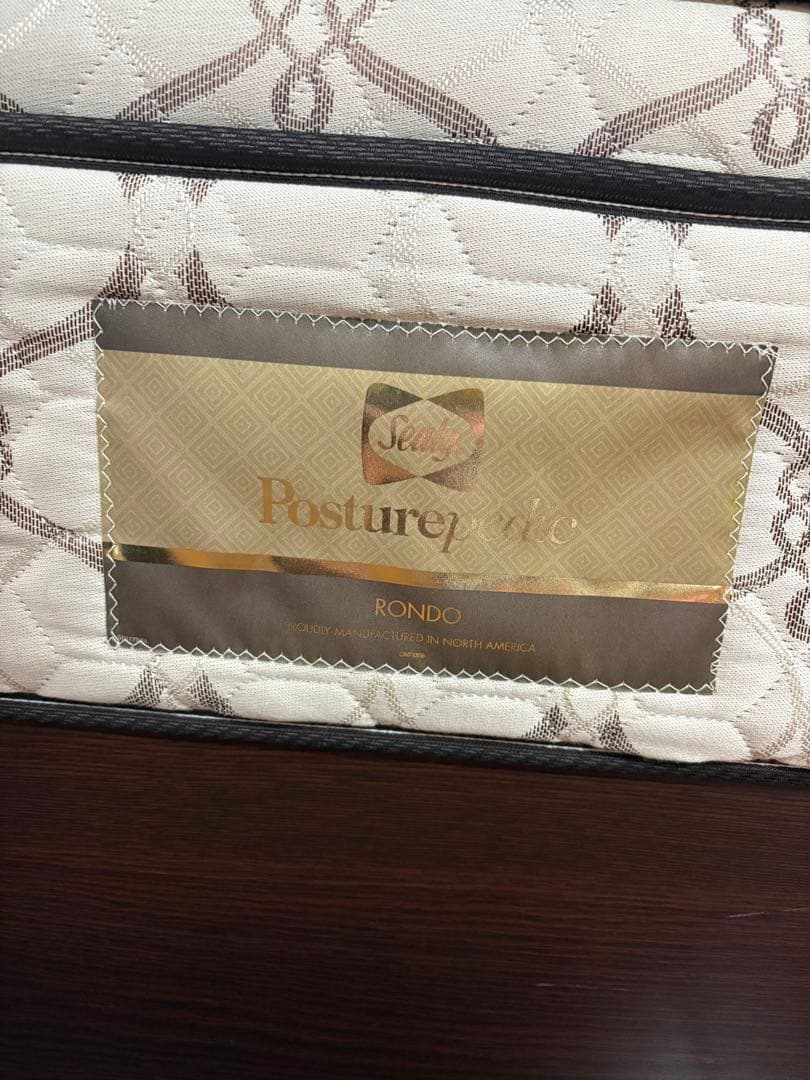 Sealy
Posturepedic
RONDO
PROUDLY MANUFACTURED IN NORTH AMERICA